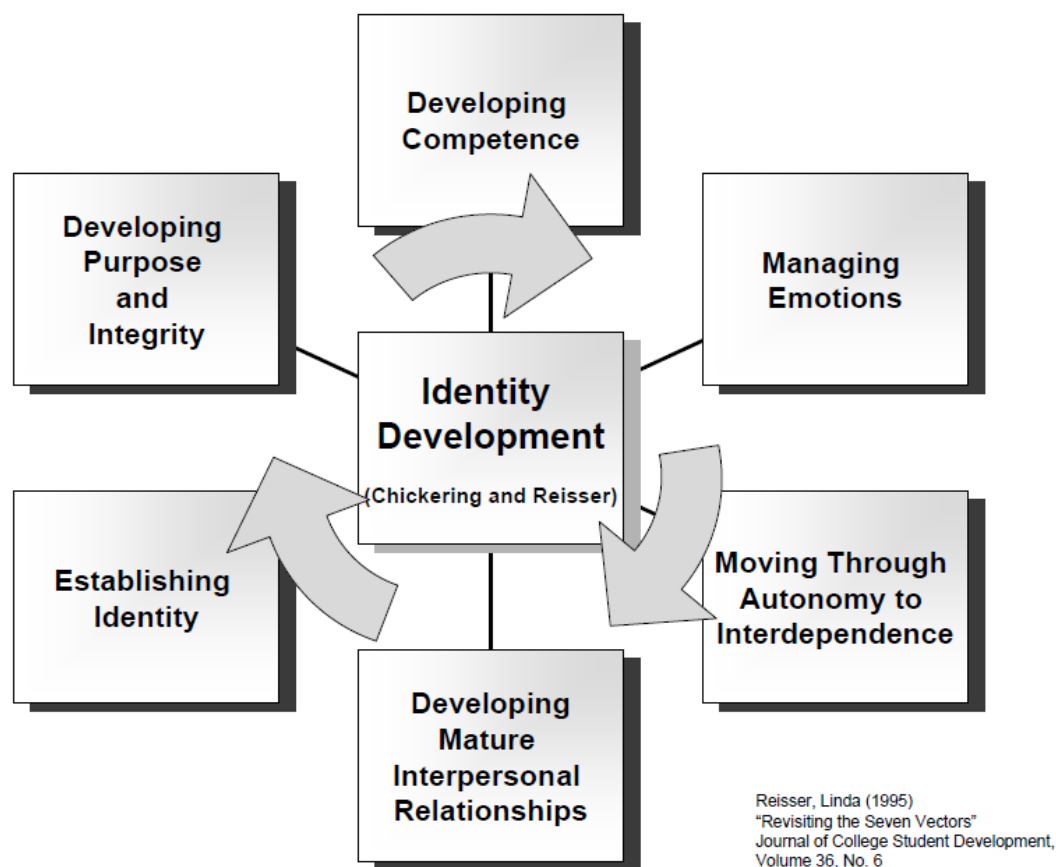 Developing
Competence
Developing
Purpose
and
Integrity
Managing
Emotions
Identity
Development
(Chickering and Reisser)
Establishing
Identity
Moving Through
Autonomy to
Interdependence
Developing
Mature
Interpersonal
Relationships
Reisser, Linda (1995)
“Revisiting the Seven Vectors”
Journal of College Student Development,
Volume 36, No. 6